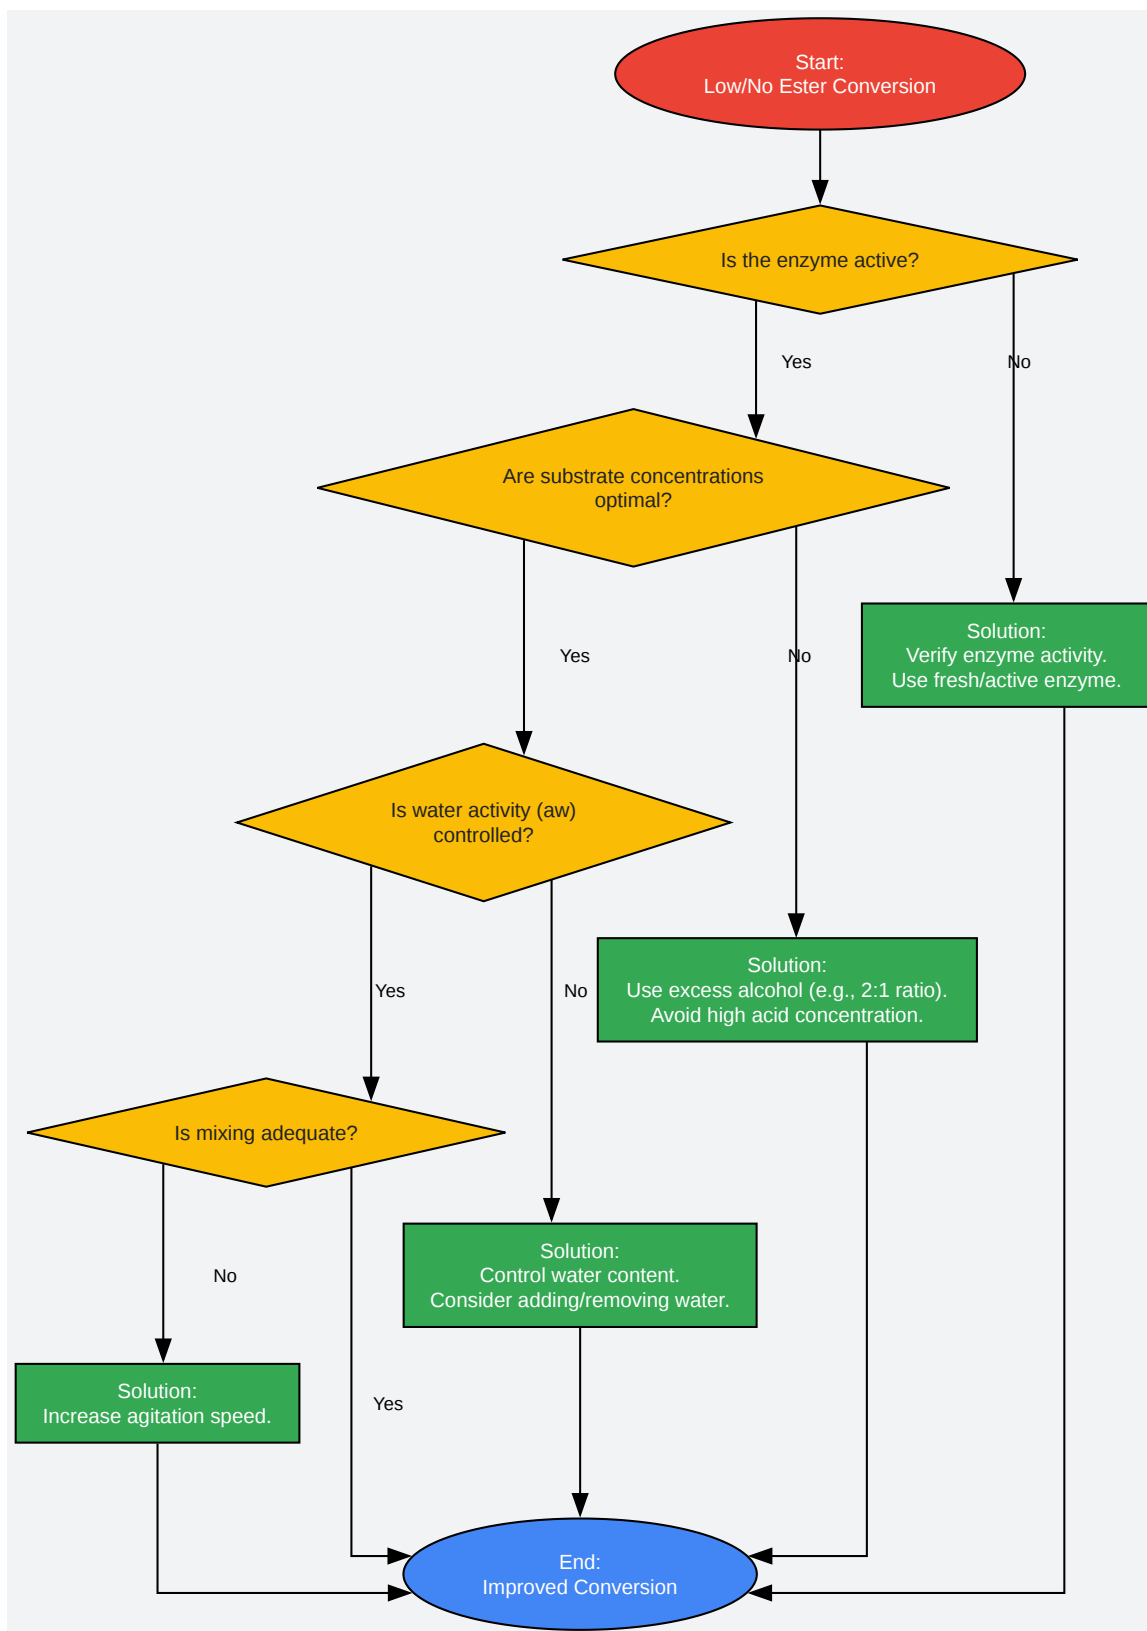 Start:
Low/No Ester Conversion
Is the enzyme active?
Yes
No
Are substrate concentrations
optimal?
Solution:
Verify enzyme activity.
Use fresh/active enzyme.
Yes
No
Is water activity (aw)
controlled?
Solution:
Use excess alcohol (e.g., 2:1 ratio).
Avoid high acid concentration.
Yes
No
Is mixing adequate?
Solution:
Control water content.
Consider adding/removing water.
No
Solution:
Increase agitation speed.
Yes
End:
Improved Conversion